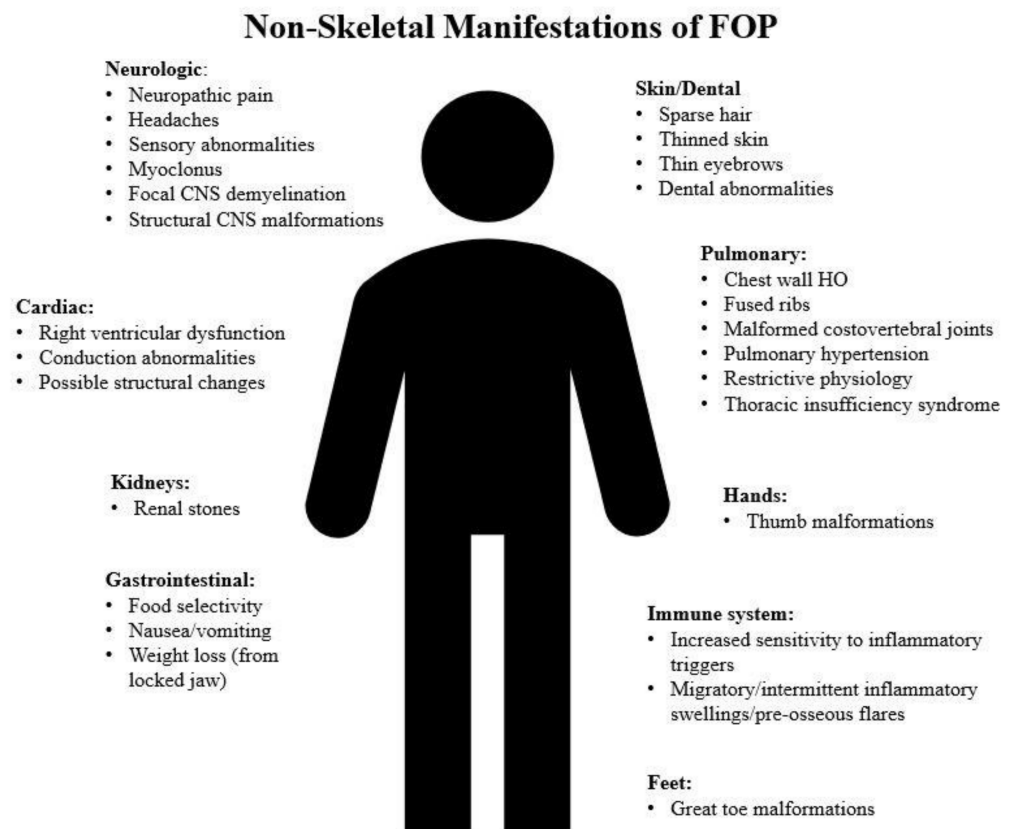 Non-Skeletal Manifestations of FOP
Neurologic:
• Neuropathic pain
• Headaches
• Sensory abnormalities
• Myoclonus
• Focal CNS demyelination
• Structural CNS malformations
Cardiac:
• Right ventricular dysfunction
• Conduction abnormalities
• Possible structural changes
Kidneys:
• Renal stones
Gastrointestinal:
• Food selectivity
• Nausea/vomiting
• Weight loss (from
locked jaw)
Skin/Dental
• Sparse hair
• Thinned skin
• Thin eyebrows
• Dental abnormalities
Pulmonary:
• Chest wall HO
• Fused ribs
• Malformed costovertebral joints
• Pulmonary hypertension
• Restrictive physiology
• Thoracic insufficiency syndrome
Hands:
• Thumb malformations
Immune system:
• Increased sensitivity to inflammatory
triggers
• Migratory/intermittent inflammatory
swellings/pre-osseous flares
Feet:
• Great toe malformations